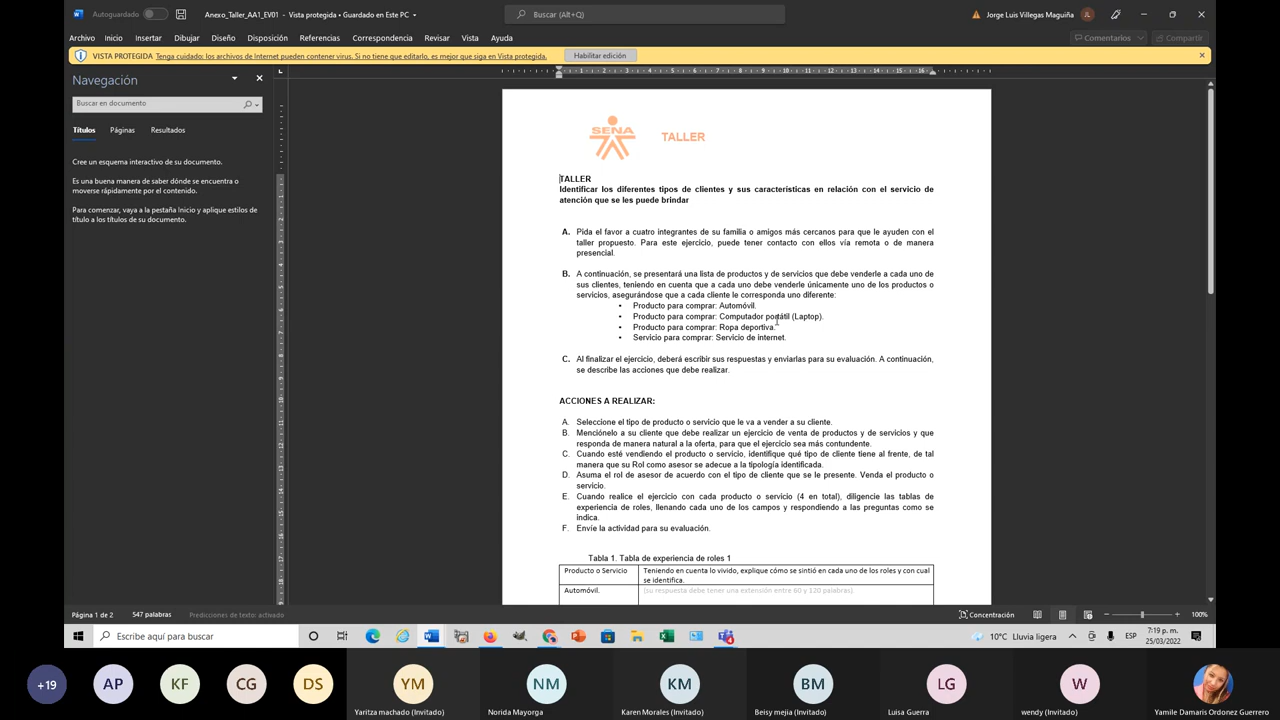 Autoguardado
Anexo_Taller_AA1_EV01 - Vista protegida • Guardado en Este PC
Buscar (Alt+Q)
Jorge Luis Villegas Maguiña
JL
Archivo Inicio Insertar Dibujar Diseño Disposición Referencias Correspondencia Revisar Vista Ayuda
Comentarios
Compartir
VISTA PROTEGIDA Tenga cuidado: los archivos de Internet pueden contener virus. Si no tiene que editarlo, es mejor que siga en Vista protegida.
Habilitar edición
Navegación
Buscar en documento
Títulos Páginas Resultados
Cree un esquema interactivo de su documento.
Es una buena manera de saber dónde se encuentra o
moverse rápidamente por el contenido.
Para comenzar, vaya a la pestaña Inicio y aplique estilos de
título a los títulos de su documento.
SENA
TALLER
TALLER
Identificar los diferentes tipos de clientes y sus características en relación con el servicio de
atención que se les puede brindar
A. Pida el favor a cuatro integrantes de su familia o amigos más cercanos para que le ayuden con el
taller propuesto. Para este ejercicio, puede tener contacto con ellos vía remota o de manera
presencial.
B. A continuación, se presentará una lista de productos y de servicios que debe venderle a cada uno de
sus clientes, teniendo en cuenta que a cada uno debe venderle únicamente uno de los productos o
servicios, asegurándose que a cada cliente le corresponda uno diferente:
• Producto para comprar: Automóvil.
• Producto para comprar: Computador portátil (Laptop).
• Producto para comprar: Ropa deportiva.
• Servicio para comprar: Servicio de internet.
C. Al finalizar el ejercicio, deberá escribir sus respuestas y enviarlas para su evaluación. A continuación,
se describe las acciones que debe realizar.
ACCIONES A REALIZAR:
A. Seleccione el tipo de producto o servicio que le va a vender a su cliente.
B. Menciónelo a su cliente que debe realizar un ejercicio de venta de productos y de servicios y que
responda de manera natural a la oferta, para que el ejercicio sea más contundente.
C. Cuando esté vendiendo el producto o servicio, identifique qué tipo de cliente tiene al frente, de tal
manera que su Rol como asesor se adecue a la tipología identificada.
D. Asuma el rol de asesor de acuerdo con el tipo de cliente que se le presente. Venda el producto o
servicio.
E. Cuando realice el ejercicio con cada producto o servicio (4 en total), diligencie las tablas de
experiencia de roles, llenando cada uno de los campos y respondiendo a las preguntas como se
indica.
F. Envíe la actividad para su evaluación.
Tabla 1. Tabla de experiencia de roles 1
Producto o Servicio Teniendo en cuenta lo vivido, explique cómo se sintió en cada uno de los roles y con cual
se identifica.
Automóvil. (su respuesta debe tener una extensión entre 60 y 120 palabras)
Página 1 de 2 547 palabras Predicciones de texto: activado
Concentración
100%
Escribe aquí para buscar
10°C Lluvia ligera
ESP
7:19 p. m.
25/03/2022
+19 AP KF CG DS YM NM KM BM LG W
Yaritza machado (Invitado) Norida Mayorga Karen Morales (Invitado) Beisy mejia (Invitado) Luisa Guerra wendy (Invitado) Yamile Damaris Ordonez Guerrero